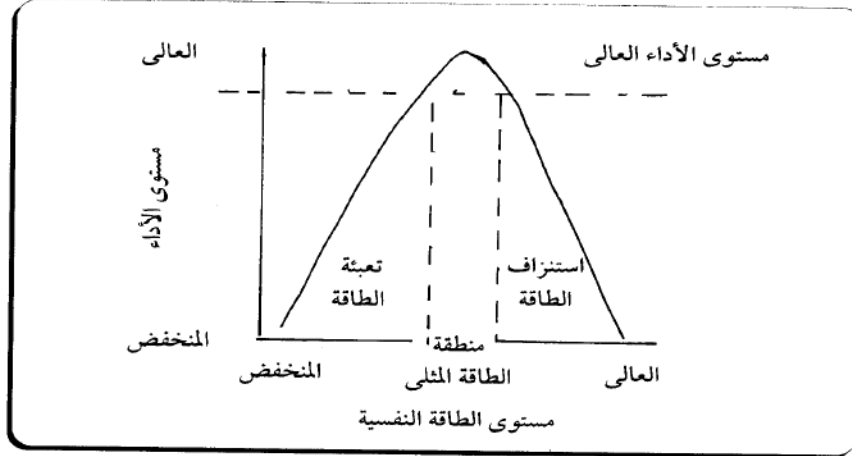 العالى
مستوى الأداء العالى
مستوى الأداء
تعبئة
الطاقة
استنزاف
الطاقة
المنخفض
منطقة
المنخفض
الطاقة المثلى
العالى
مستوى الطاقة النفسية